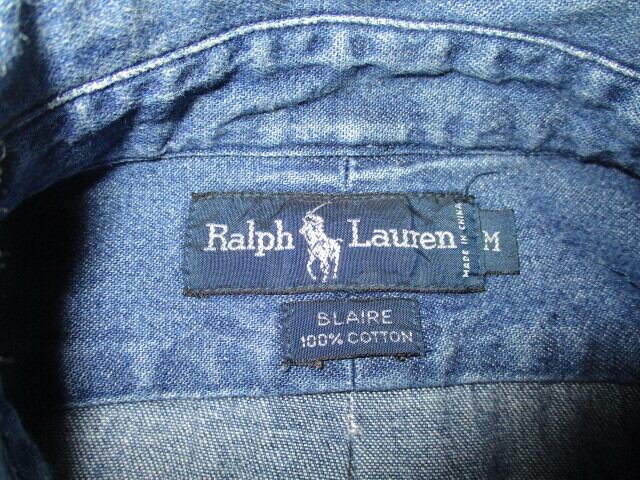 Ralph Lauren
MADE IN CHINA
M
BLAIRE
100% COTTON